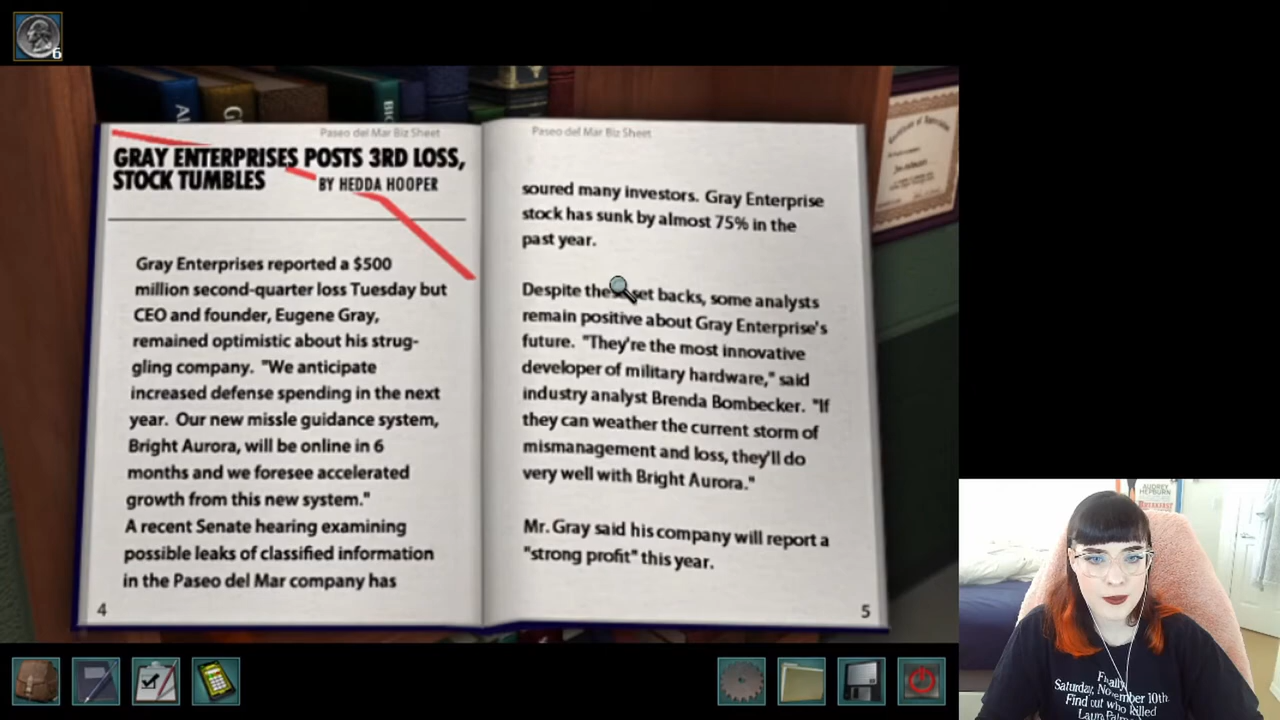 6
Paseo del Mar Biz Sheet
GRAY ENTERPRISES POSTS 3RD LOSS,
STOCK TUMBLES
BY HEDDA HOOPER
Gray Enterprises reported a $500
million second-quarter loss Tuesday but
CEO and founder, Eugene Gray,
remained optimistic about his strug-
gling company. "We anticipate
increased defense spending in the next
year. Our new missle guidance system,
Bright Aurora, will be online in 6
months and we foresee accelerated
growth from this new system."
A recent Senate hearing examining
possible leaks of classified information
in the Paseo del Mar company has
4
Paseo del Mar Biz Sheet
soured many investors. Gray Enterprise
stock has sunk by almost 75% in the
past year.
Despite these set backs, some analysts
remain positive about Gray Enterprise's
future. "They're the most innovative
developer of military hardware," said
industry analyst Brenda Bombecker. "If
they can weather the current storm of
mismanagement and loss, they'll do
very well with Bright Aurora."
Mr. Gray said his company will report a
"strong profit" this year.
5
AUDREY
HEPBURN
Finally,
Saturday, November 10th.
Find out who killed
Laura